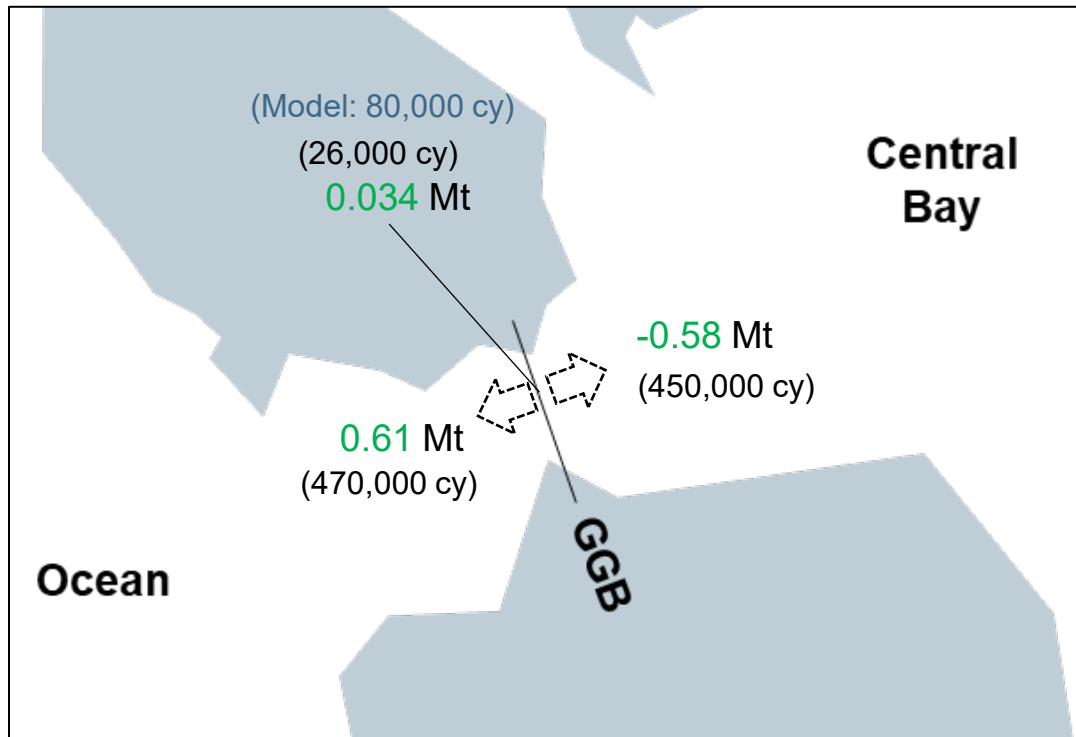 (Model: 80,000 cy)
(26,000 cy)
0.034 Mt
Central
Bay
-0.58 Mt
(450,000 cy)
0.61 Mt
(470,000 cy)
Ocean
GGB